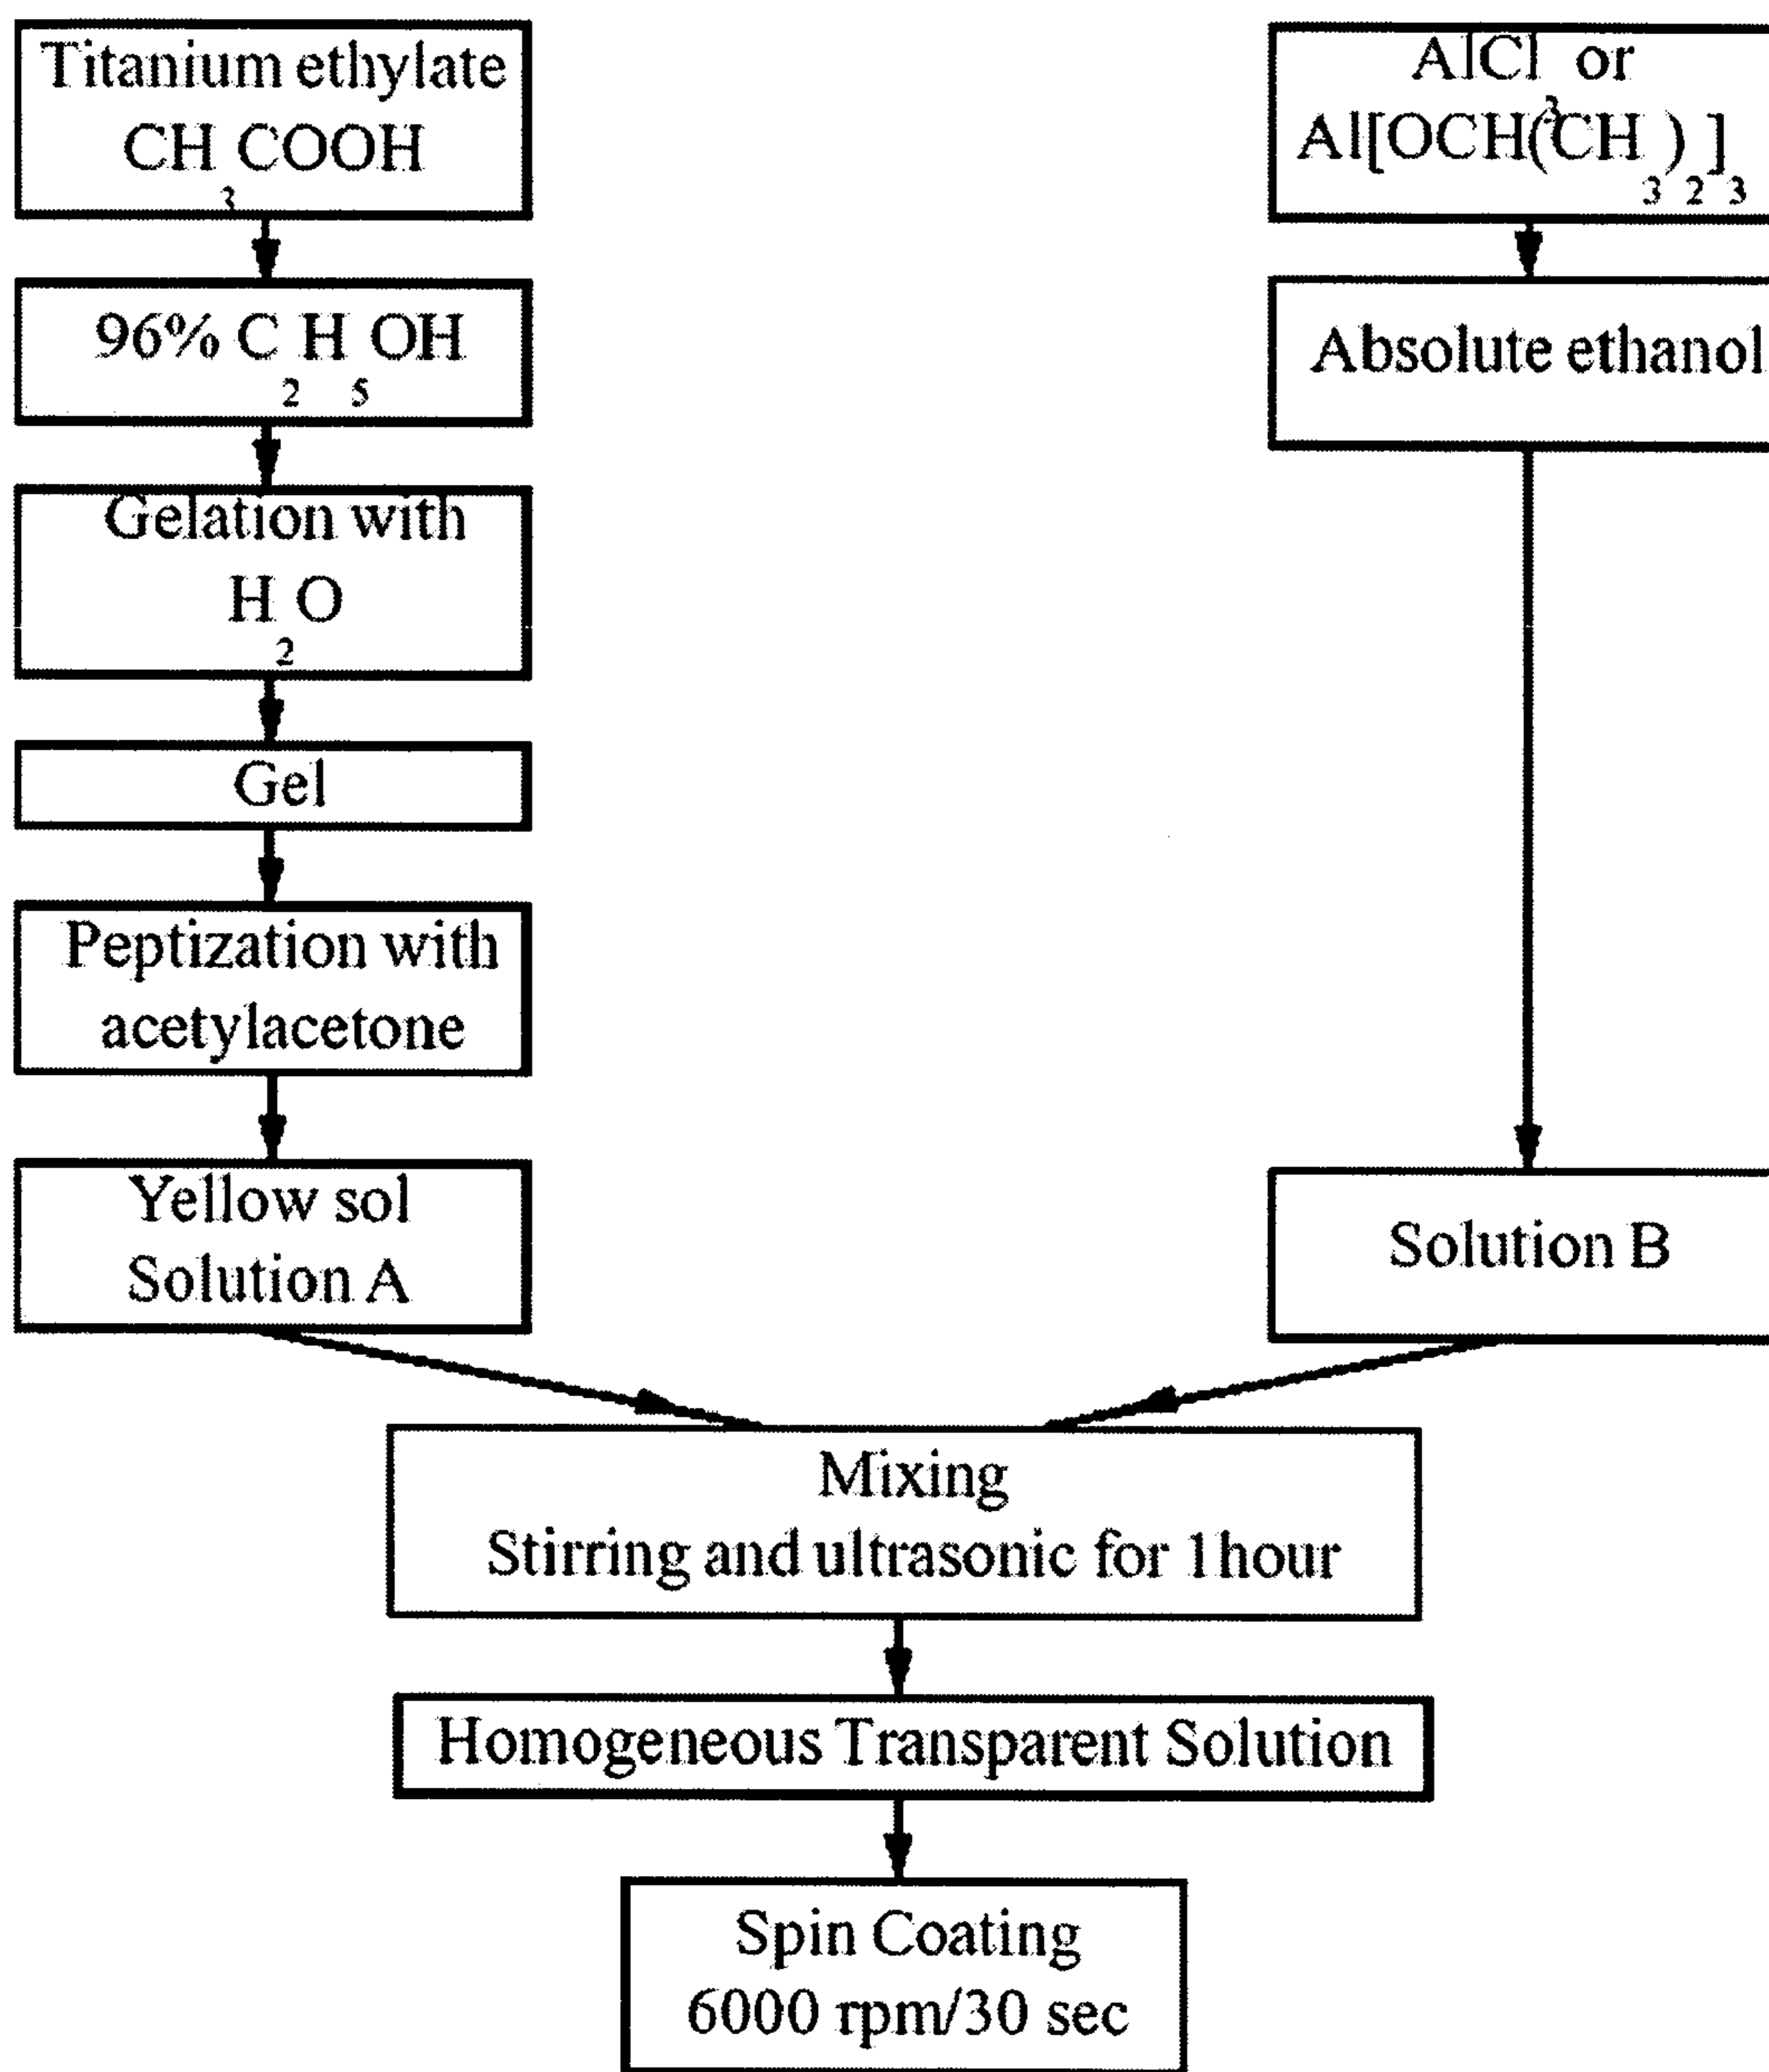 Titanium ethylate
CH3COOH
96% C2H5OH
Gelation with
H2O
Gel
Peptization with
acetylacetone
Yellow sol
Solution A
AlCl3 or
Al[OCH(CH3)2]3
Absolute ethanol
Solution B
Mixing
Stirring and ultrasonic for 1hour
Homogeneous Transparent Solution
Spin Coating
6000 rpm/30 sec